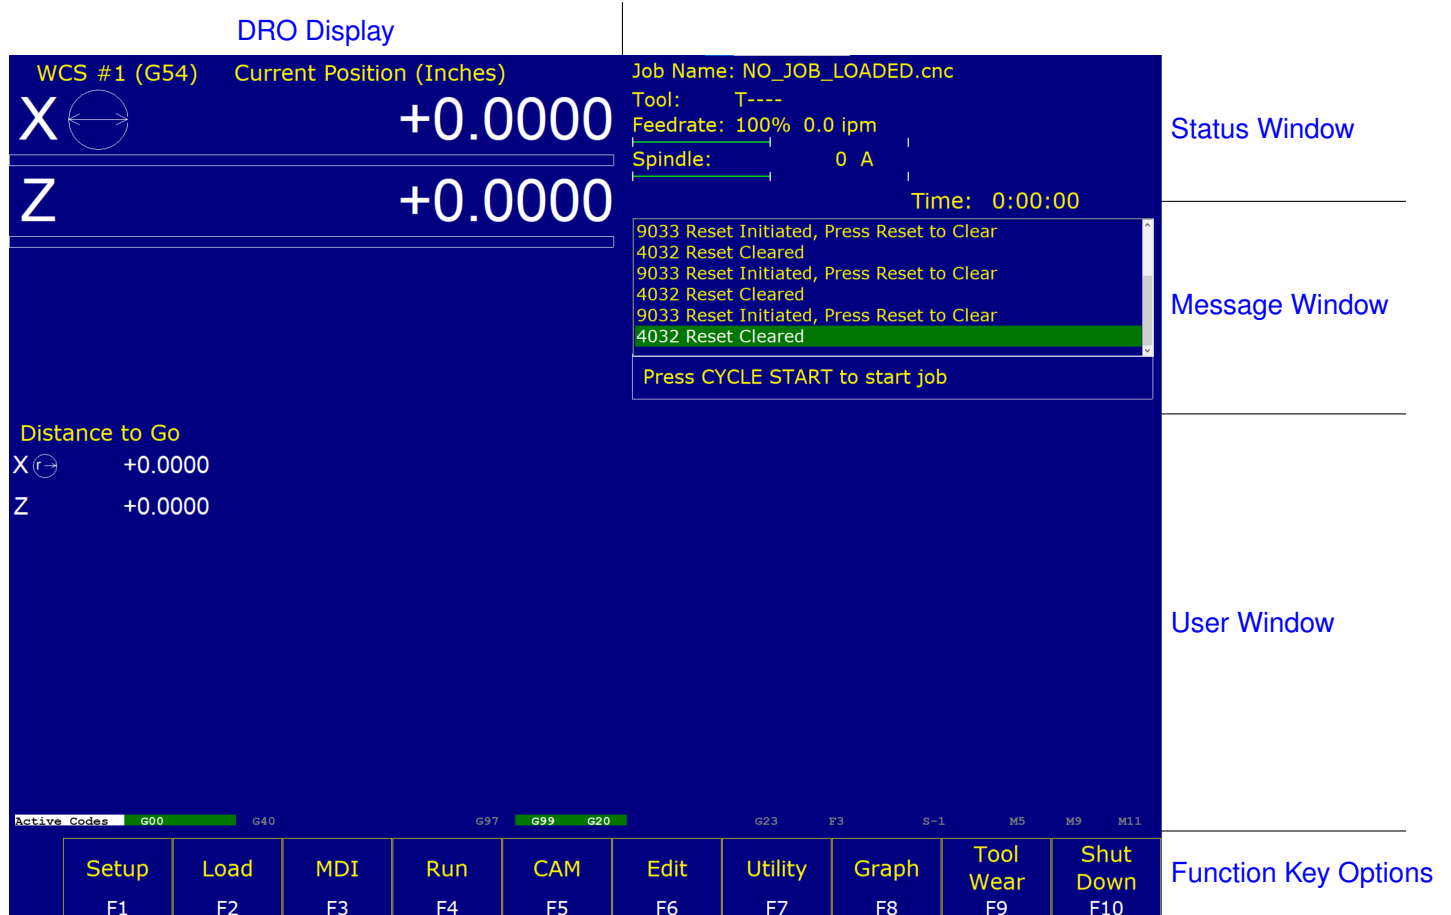 DRO Display
WCS #1 (G54) Current Position (Inches)
X +0.0000
Z +0.0000
Job Name: NO_JOB_LOADED.cnc
Tool: T----
Feedrate: 100% 0.0 ipm
Spindle: 0 A
Time: 0:00:00
Status Window
9033 Reset Initiated, Press Reset to Clear
4032 Reset Cleared
9033 Reset Initiated, Press Reset to Clear
4032 Reset Cleared
9033 Reset Initiated, Press Reset to Clear
4032 Reset Cleared
Press CYCLE START to start job
Message Window
Distance to Go
X r +0.0000
Z +0.0000
User Window
Active Codes G00 G40 G97 G99 G20 G23 F3 S-1 M5 M9 M11
Setup Load MDI Run CAM Edit Utility Graph Tool Wear Shut Down
F1 F2 F3 F4 F5 F6 F7 F8 F9 F10
Function Key Options